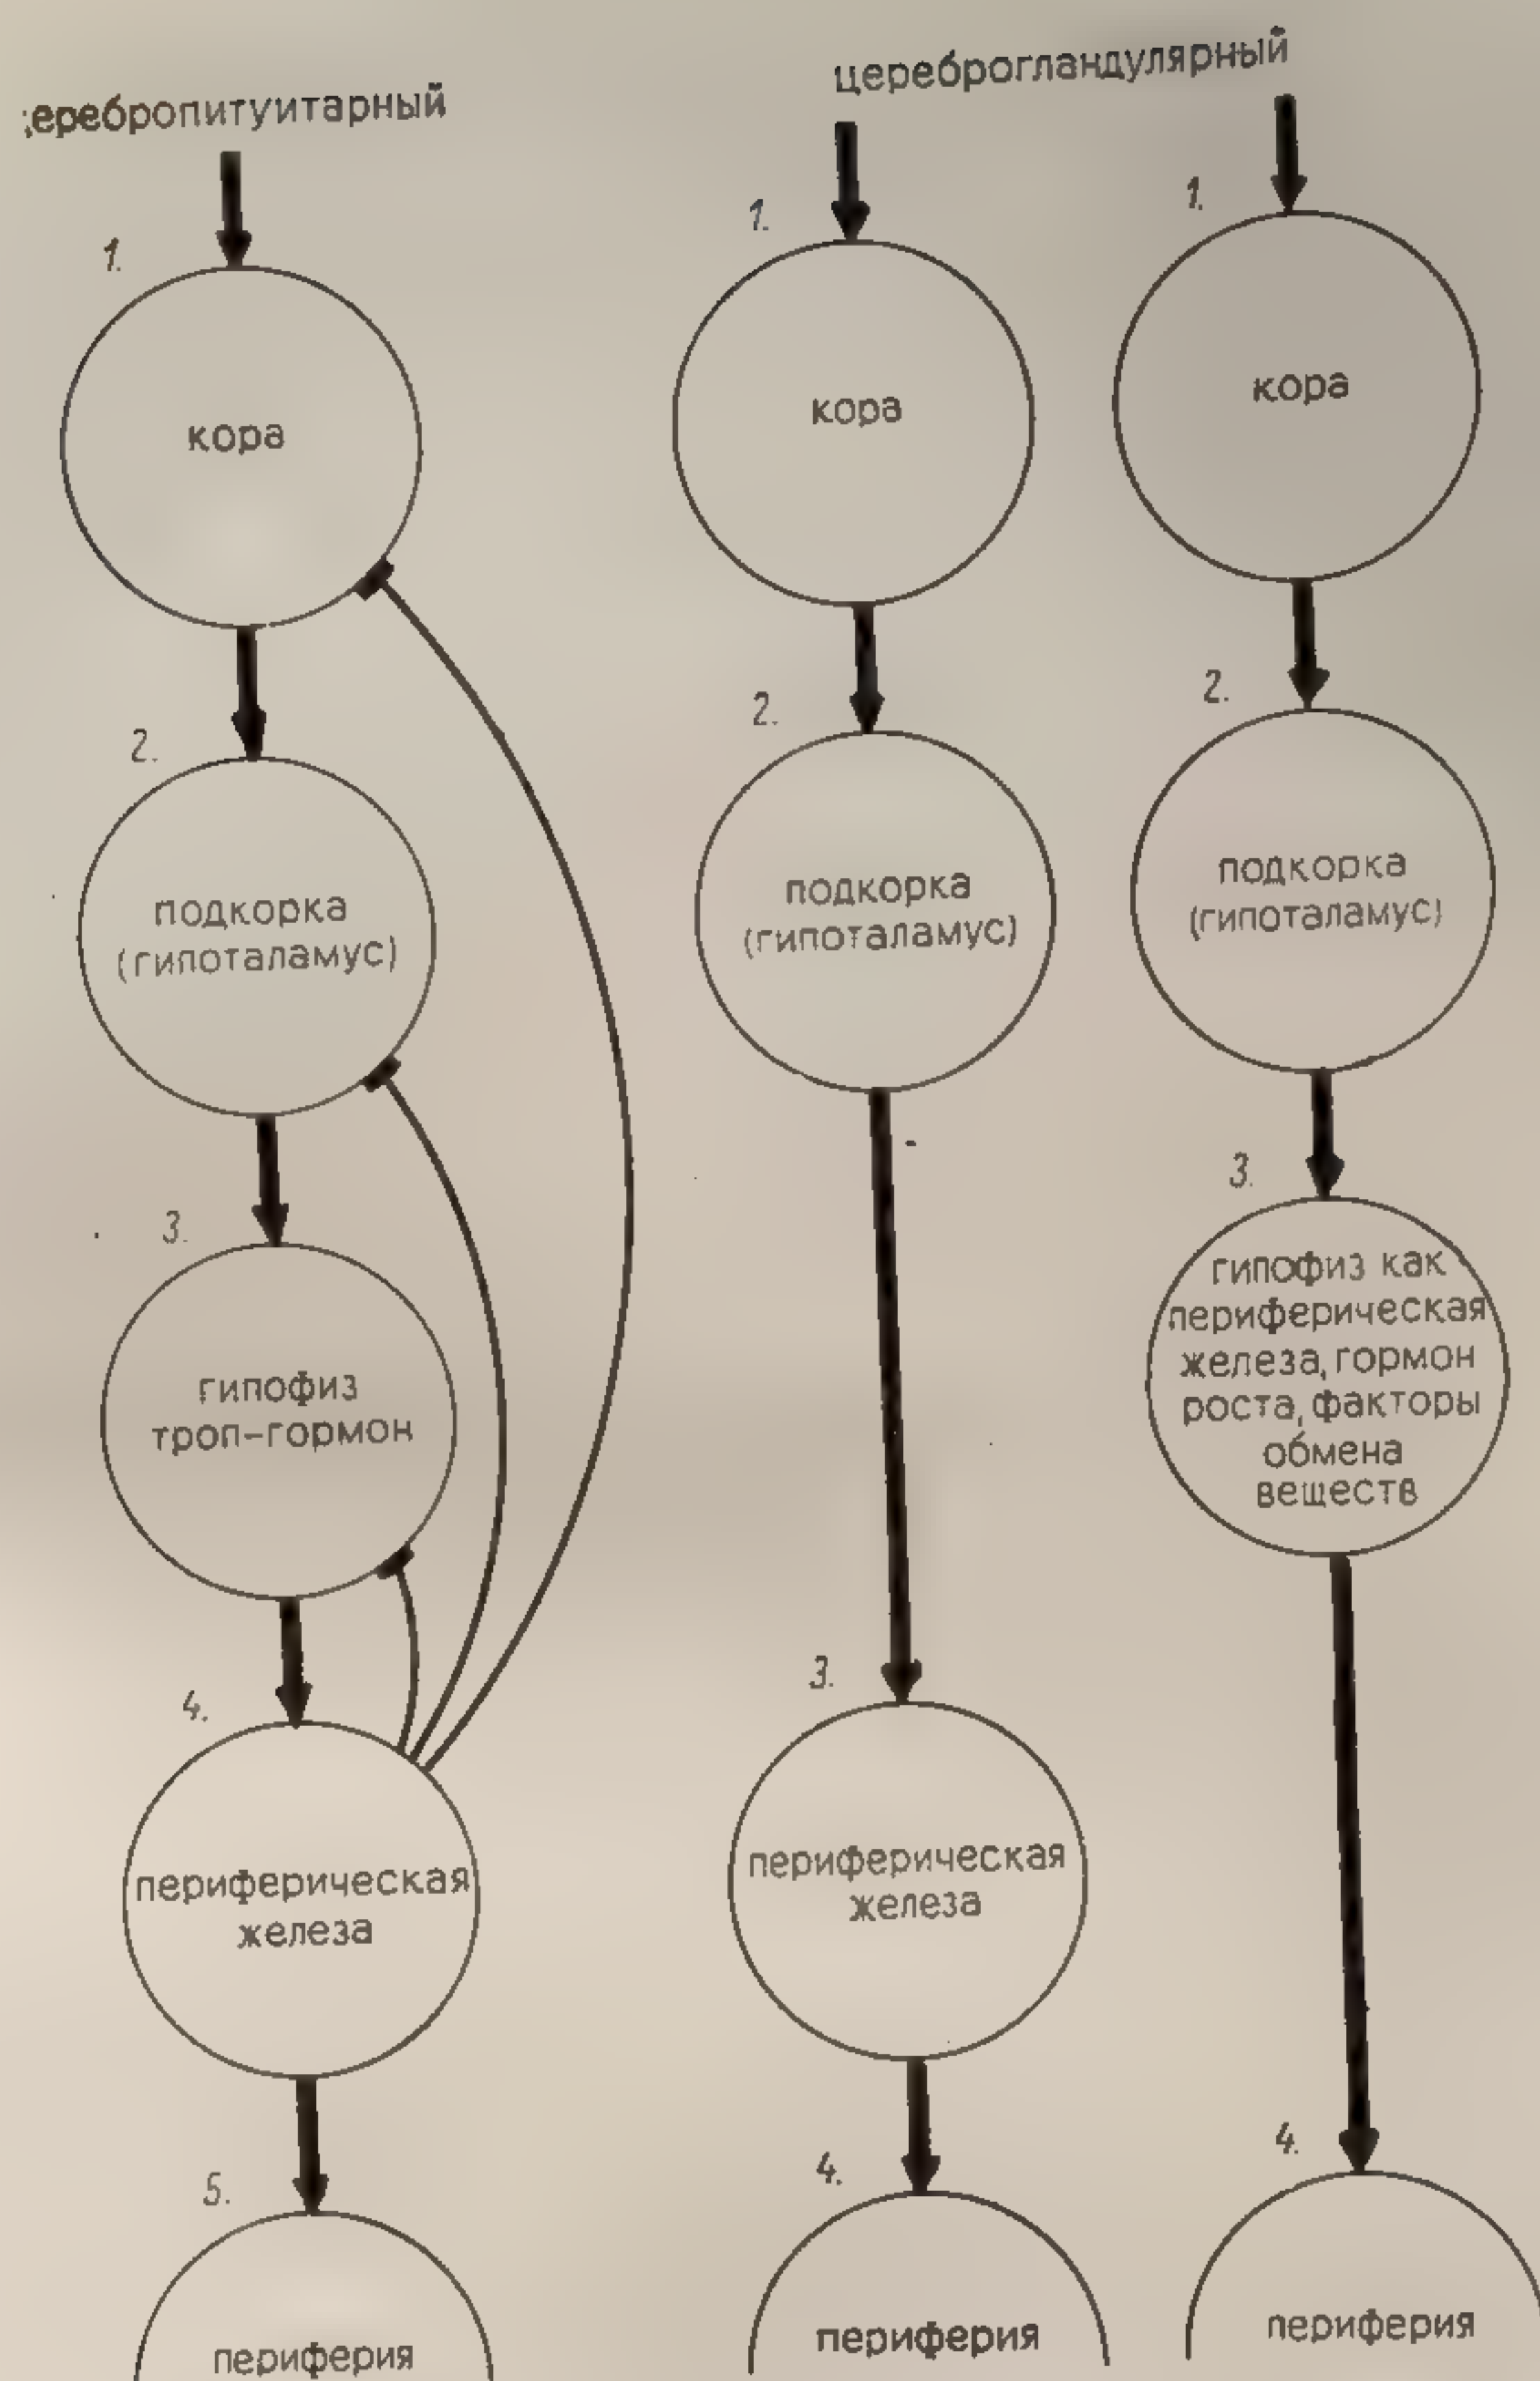 ;еребропитуитарный
1.
кора
2.
подкорка
(гипоталамус)
3.
гипофиз
троп-гормон
4.
периферическая
железа
5.
периферия
цереброгландулярный
1.
кора
2.
подкорка
(гипоталамус)
3.
периферическая
железа
4.
периферия
1.
кора
2.
подкорка
(гипоталамус)
3.
гипофиз как
периферическая
железа, гормон
роста, факторы
обмена
веществ
4.
периферия